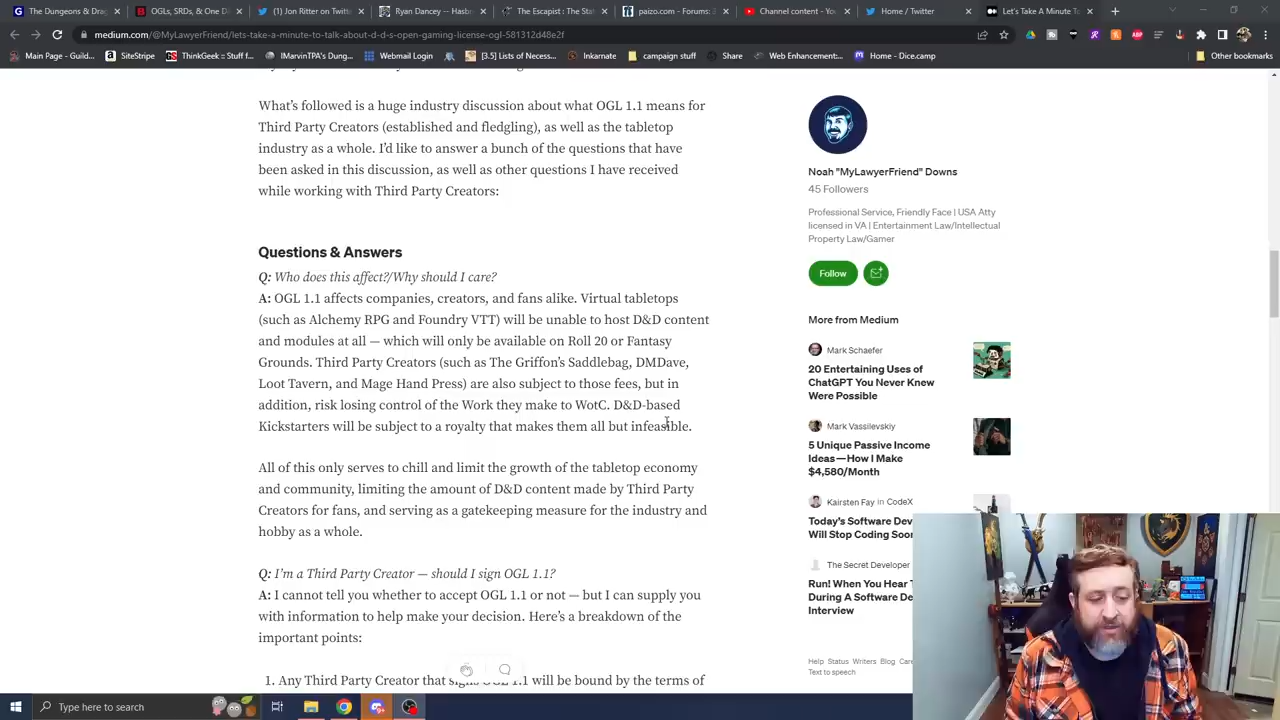 The Dungeons & Drag
OGLs, SRDs, & One D
Jon Ritter on Twitte
Ryan Dancey — Hasb
The Escapist : The Sta
paizo.com - Forums:
Channel content - Yo
Twitter
Let's Take A Minute To
medium.com/@MyLawyerFriend/lets-take-a-minute-to-talk-about-d-d-s-open-gaming-license-ogl-581312d48e2f
Main Page - Guild...
SiteStripe
ThinkGeek :: Stuff f...
IMarvinTPA's Dung...
Webmail Login
[3.5] Lists of Necess...
Inkarnate
campaign stuff
Share
Web Enhancement:...
Home - Dice.camp
Other bookmarks
What's followed is a huge industry discussion about what OGL 1.1 means for
Third Party Creators (established and fledgling), as well as the tabletop
industry as a whole. I'd like to answer a bunch of the questions that have
been asked in this discussion, as well as other questions I have received
while working with Third Party Creators:
Questions & Answers
Q: Who does this affect?/Why should I care?
A: OGL 1.1 affects companies, creators, and fans alike. Virtual tabletops
(such as Alchemy RPG and Foundry VTT) will be unable to host D&D content
and modules at all — which will only be available on Roll 20 or Fantasy
Grounds. Third Party Creators (such as The Griffon's Saddlebag, DMDave,
Loot Tavern, and Mage Hand Press) are also subject to those fees, but in
addition, risk losing control of the Work they make to WotC. D&D-based
Kickstarters will be subject to a royalty that makes them all but infeasible.
All of this only serves to chill and limit the growth of the tabletop economy
and community, limiting the amount of D&D content made by Third Party
Creators for fans, and serving as a gatekeeping measure for the industry and
hobby as a whole.
Q: I'm a Third Party Creator — should I sign OGL 1.1?
A: I cannot tell you whether to accept OGL 1.1 or not — but I can supply you
with information to help make your decision. Here's a breakdown of the
important points:
1. Any Third Party Creator that signs OGL 1.1 will be bound by the terms of
Noah "MyLawyerFriend" Downs
45 Followers
Professional Service, Friendly Face | USA Atty
licensed in VA | Entertainment Law/Intellectual
Property Law/Gamer
Follow
More from Medium
Mark Schaefer
20 Entertaining Uses of
ChatGPT You Never Knew
Were Possible
Mark Vassilevskiy
5 Unique Passive Income
Ideas — How I Make
$4,580/Month
Kairsten Fay in CodeX
Today's Software Dev
Will Stop Coding Soon
The Secret Developer
Run! When You Hear T
During A Software De
Interview
Help Status Writers Blog Care
Text to speech
Type here to search